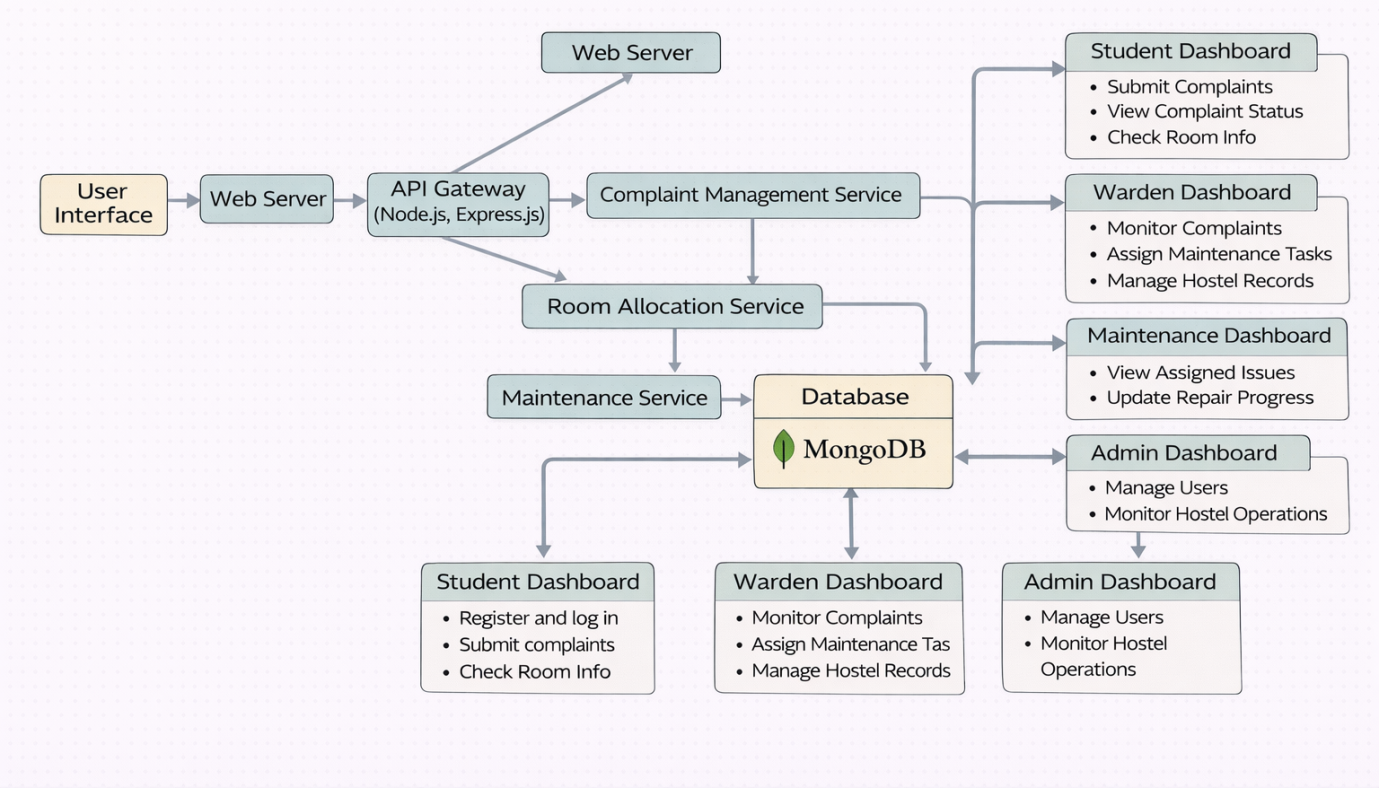 Web Server
User
Interface
Web Server
API Gateway
(Node.js, Express.js)
Complaint Management Service
Room Allocation Service
Maintenance Service
Database
MongoDB
Student Dashboard
• Submit Complaints
• View Complaint Status
• Check Room Info
Warden Dashboard
• Monitor Complaints
• Assign Maintenance Tasks
• Manage Hostel Records
Maintenance Dashboard
• View Assigned Issues
• Update Repair Progress
Admin Dashboard
• Manage Users
• Monitor Hostel Operations
Student Dashboard
• Register and log in
• Submit complaints
• Check Room Info
Warden Dashboard
• Monitor Complaints
• Assign Maintenance Tas
• Manage Hostel Records
Admin Dashboard
• Manage Users
• Monitor Hostel
Operations